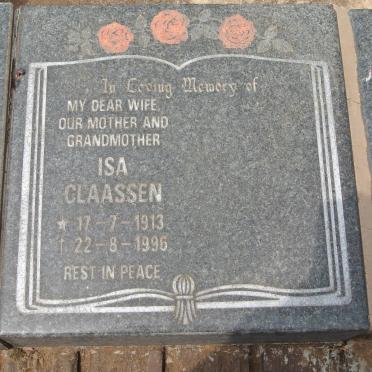 In Loving Memory of
MY DEAR WIFE,
OUR MOTHER AND
GRANDMOTHER
ISA
CLAASSEN
★ 17-7-1913
† 22-8-1996
REST IN PEACE